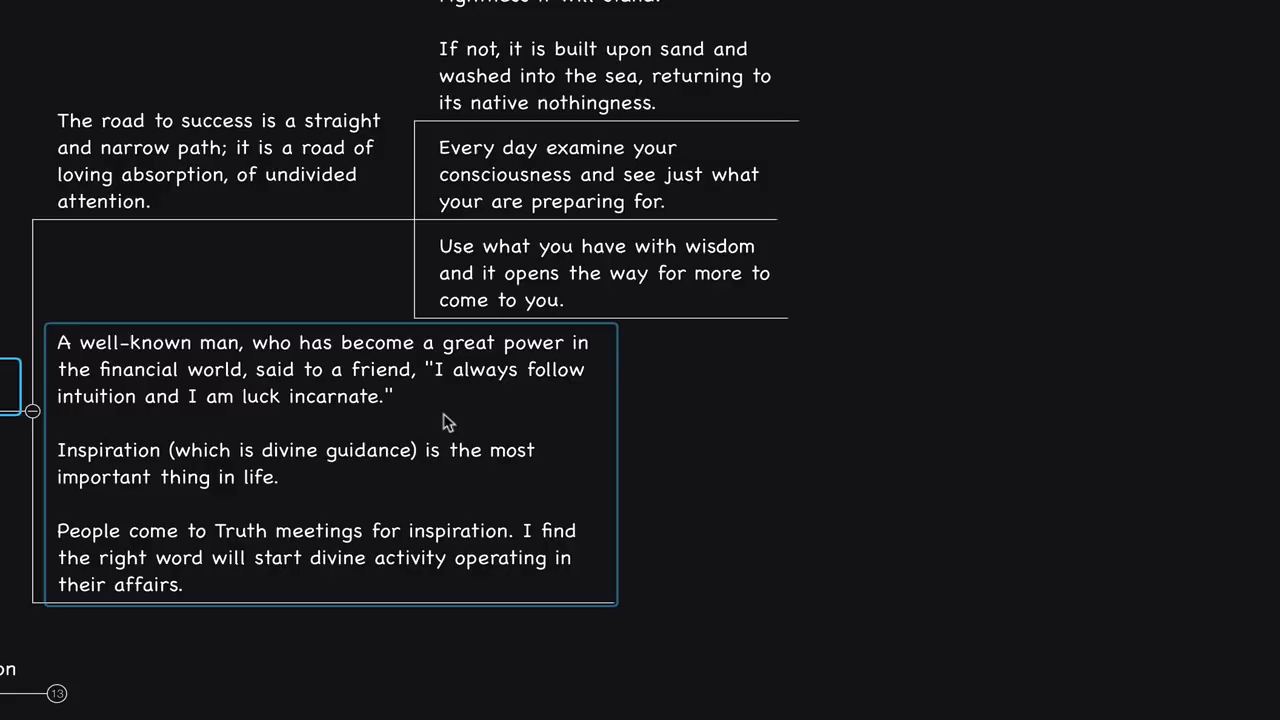 rightness it will stand.
If not, it is built upon sand and
washed into the sea, returning to
its native nothingness.
The road to success is a straight
and narrow path; it is a road of
loving absorption, of undivided
attention.
Every day examine your
consciousness and see just what
your are preparing for.
Use what you have with wisdom
and it opens the way for more to
come to you.
A well-known man, who has become a great power in
the financial world, said to a friend, "I always follow
intuition and I am luck incarnate."
Inspiration (which is divine guidance) is the most
important thing in life.
People come to Truth meetings for inspiration. I find
the right word will start divine activity operating in
their affairs.
on
13